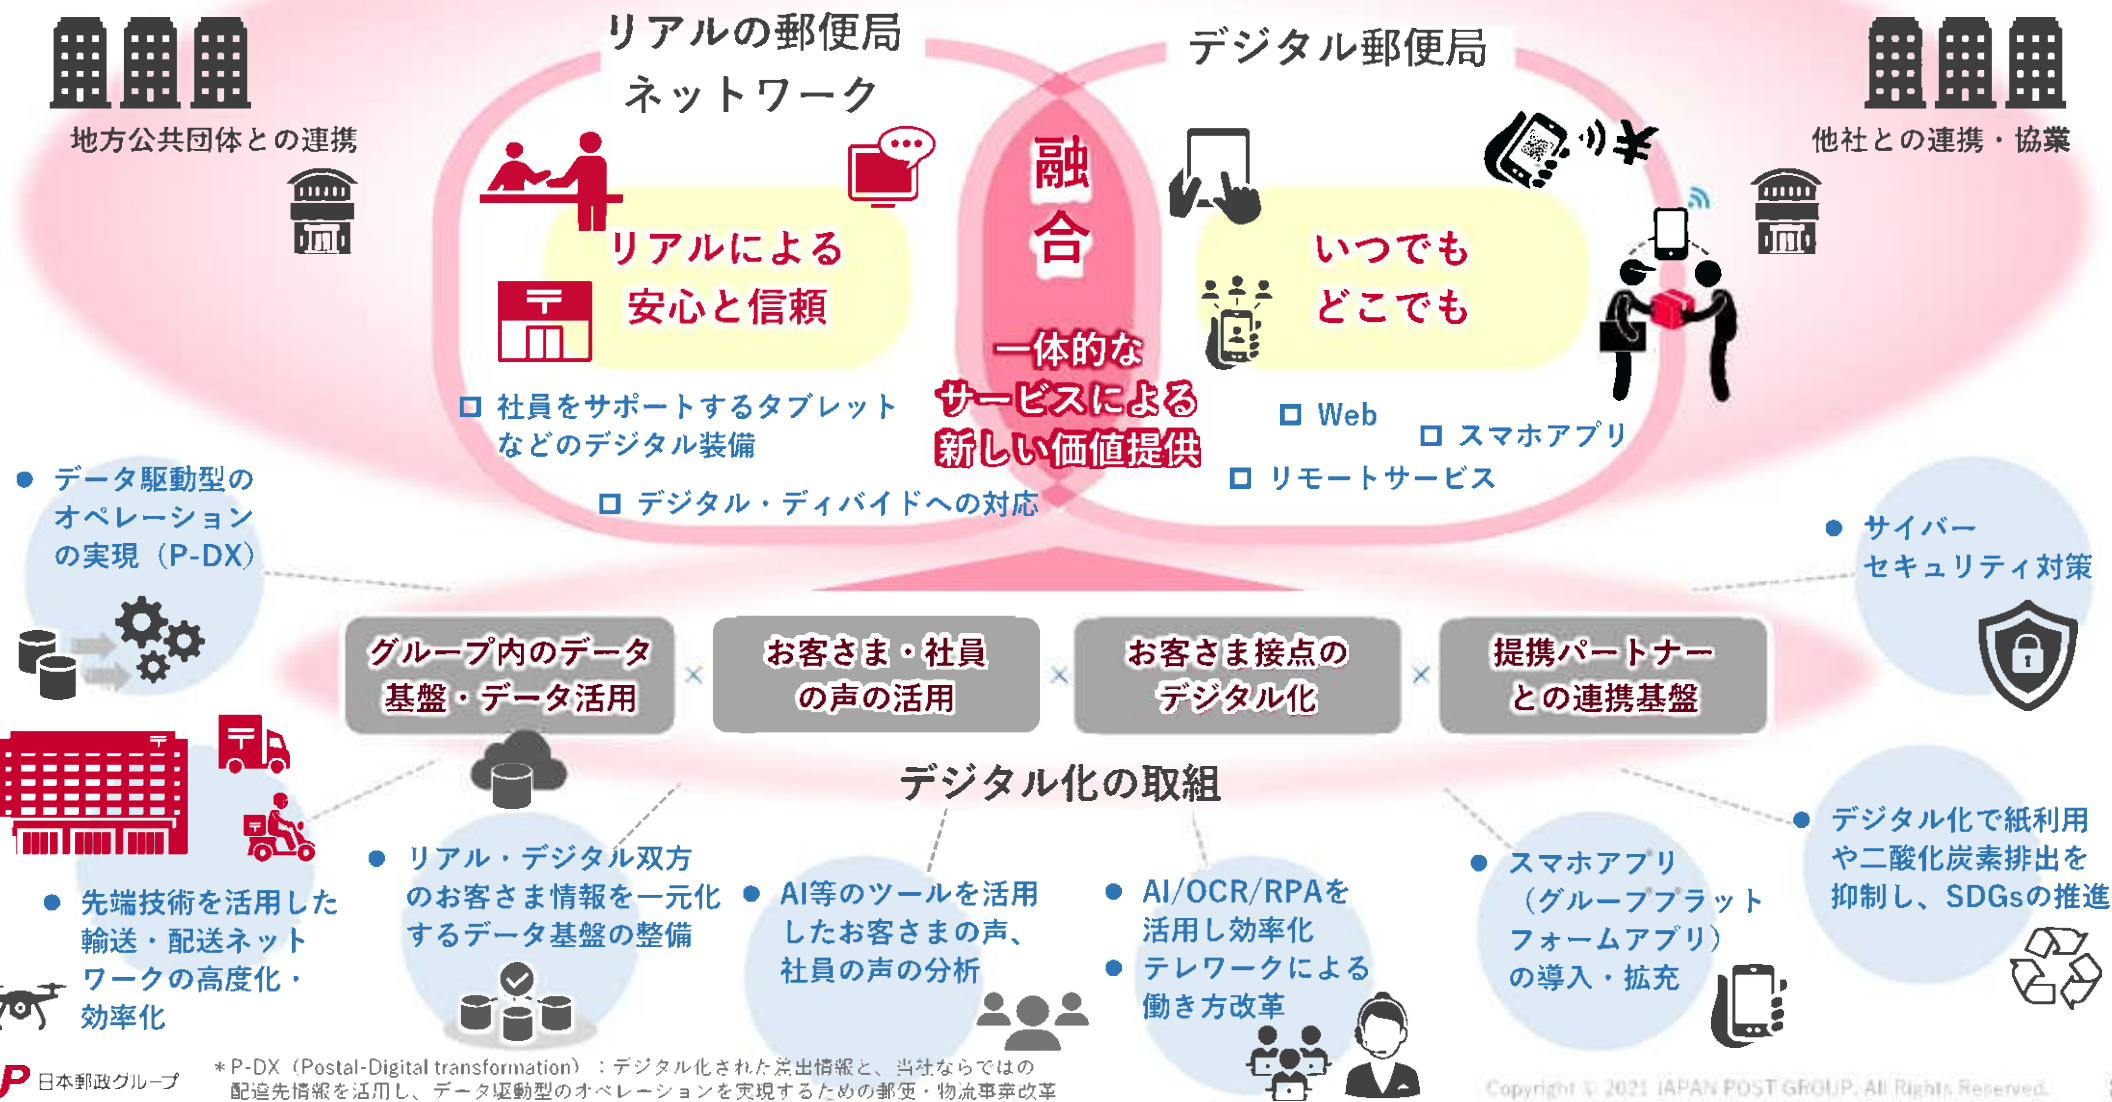 リアルの郵便局
ネットワーク
デジタル郵便局
地方公共団体との連携
他社との連携・協業
融合
リアルによる
安心と信頼
いつでも
どこでも
一体的な
サービスによる
新しい価値提供
社員をサポートするタブレット
などのデジタル装備
デジタル・ディバイドへの対応
Web
スマホアプリ
リモートサービス
● データ駆動型の
オペレーション
の実現（P-DX）
● サイバー
セキュリティ対策
グループ内のデータ
基盤・データ活用
×
お客さま・社員
の声の活用
×
お客さま接点の
デジタル化
×
提携パートナー
との連携基盤
デジタル化の取組
● 先端技術を活用した
輸送・配送ネット
ワークの高度化・
効率化
● リアル・デジタル双方
のお客さま情報を一元化
するデータ基盤の整備
● AI等のツールを活用
したお客さまの声、
社員の声の分析
● AI/OCR/RPAを
活用し効率化
● テレワークによる
働き方改革
● スマホアプリ
（グループプラット
フォームアプリ）
の導入・拡充
● デジタル化で紙利用
や二酸化炭素排出を
抑制し、SDGsの推進
日本郵政グループ
＊P-DX（Postal-Digital transformation）：デジタル化された差出情報と、当社ならではの
配達先情報を活用し、データ駆動型のオペレーションを実現するための郵便・物流事業改革
Copyright © 2021 JAPAN POST GROUP. All Rights Reserved.